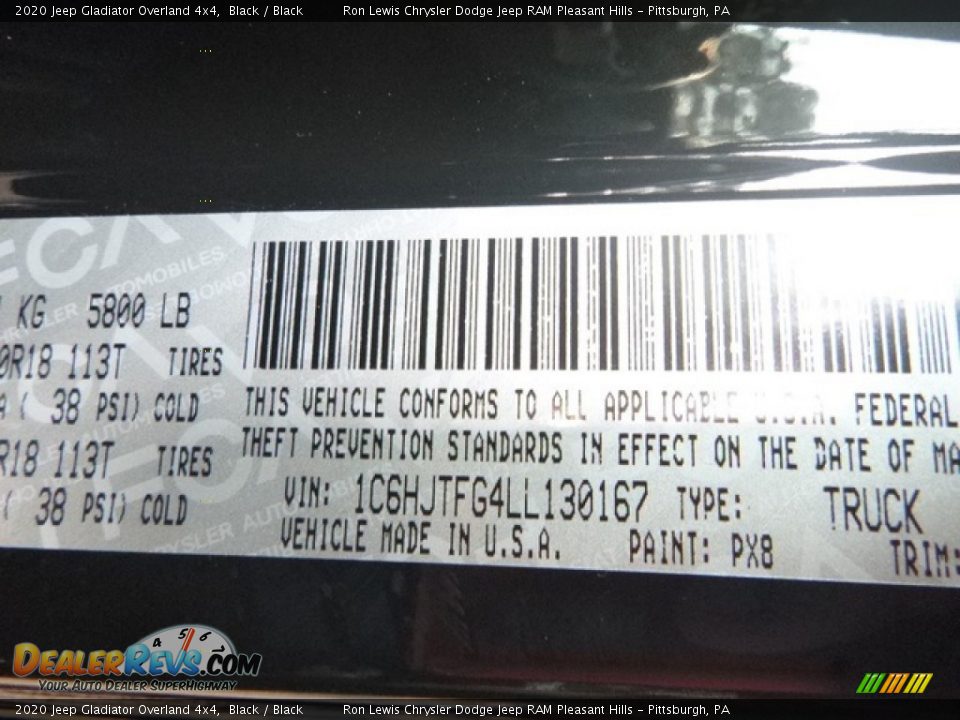 2020 Jeep Gladiator Overland 4x4, Black / Black Ron Lewis Chrysler Dodge Jeep RAM Pleasant Hills - Pittsburgh, PA
KG 5800 LB
0R18 113T TIRES
( 38 PSI) COLD
R18 113T TIRES
( 38 PSI) COLD
THIS VEHICLE CONFORMS TO ALL APPLICABLE U.S.A. FEDERAL
THEFT PREVENTION STANDARDS IN EFFECT ON THE DATE OF MA
VIN: 1C6HJTFG4LL130167 TYPE: TRUCK
VEHICLE MADE IN U.S.A. PAINT: PX8 TRIM:
4 5 6
DEALERREVS.COM
YOUR AUTO DEALER SUPERHIGHWAY
2020 Jeep Gladiator Overland 4x4, Black / Black Ron Lewis Chrysler Dodge Jeep RAM Pleasant Hills - Pittsburgh, PA